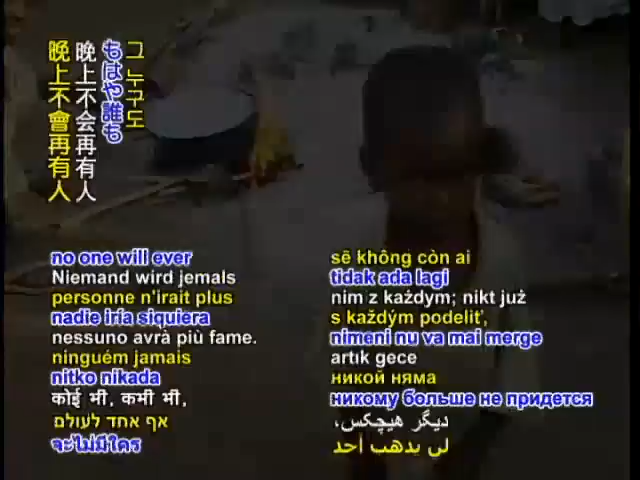 晚上不會再有人
晚上不会再有人
もはや誰も
그 누구도
no one will ever
Niemand wird jemals
personne n'irait plus
nadie iría siquiera
nessuno avrà più fame.
ninguém jamais
nitko nikada
कोई भी, कभी भी,
אף אחד לעולם
จะไม่มีใคร
sẽ không còn ai
tidak ada lagi
nim z każdym; nikt już
s každým podeliť,
nimeni nu va mai merge
artık gece
никой няма
никому больше не придется
دیگر هیچکس،
لن يذهب أحد